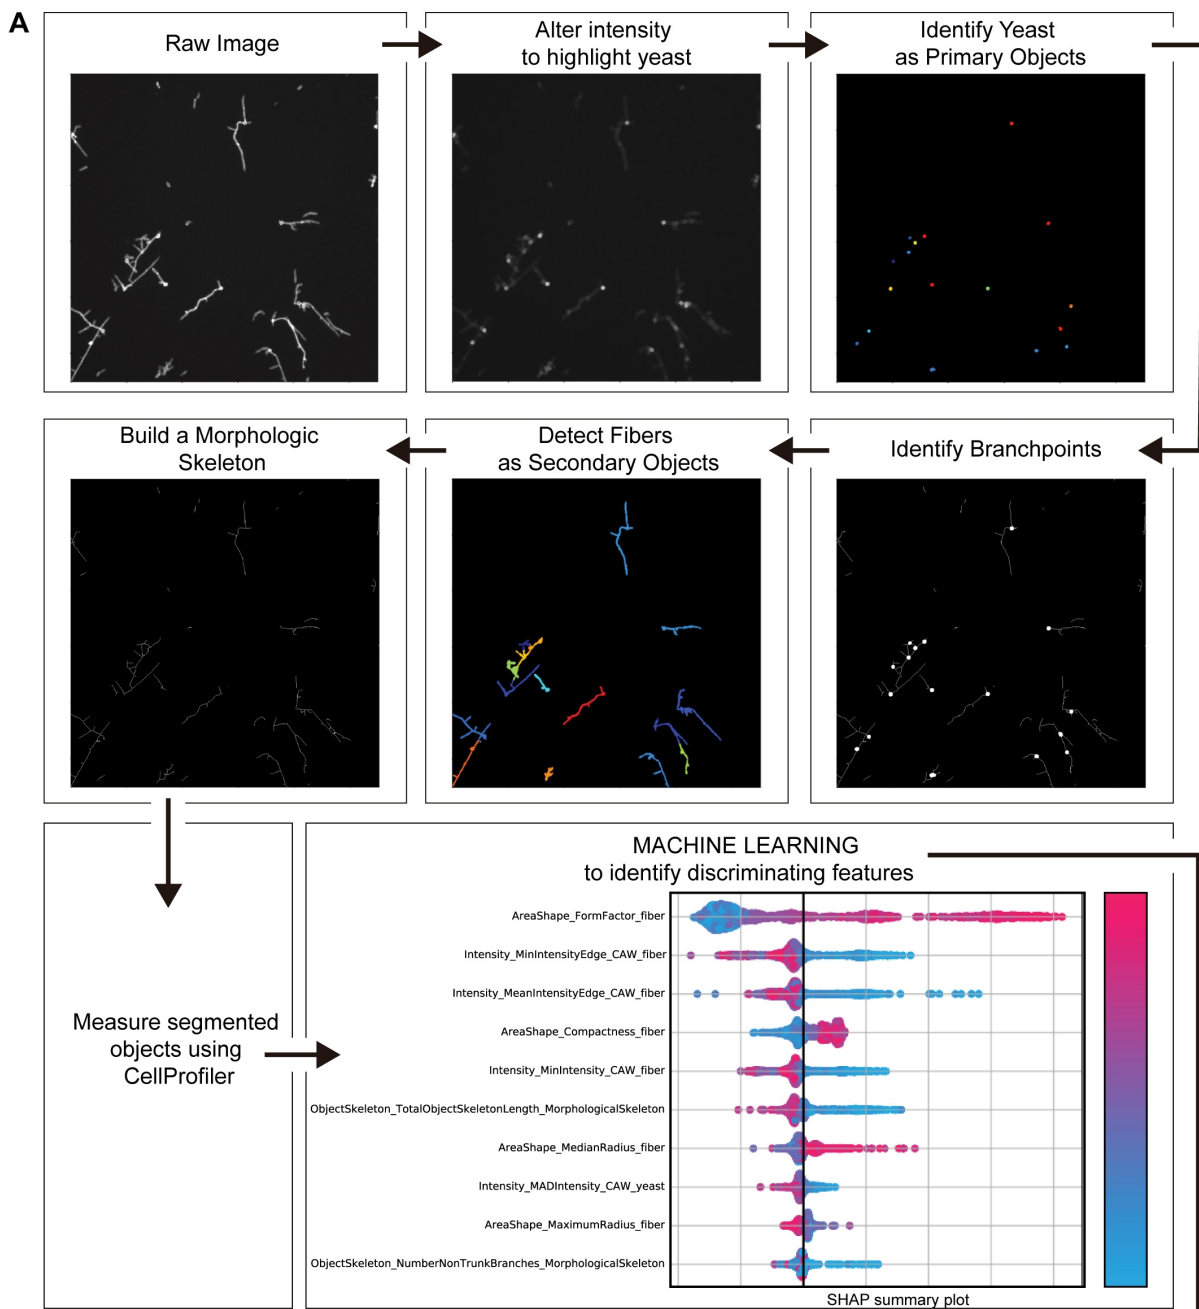 A
Raw Image
Alter intensity
to highlight yeast
Identify Yeast
as Primary Objects
Build a Morphologic
Skeleton
Detect Fibers
as Secondary Objects
Identify Branchpoints
Measure segmented
objects using
CellProfiler
MACHINE LEARNING
to identify discriminating features
AreaShape_FormFactor_fiber
Intensity_MinIntensityEdge_CAW_fiber
Intensity_MeanIntensityEdge_CAW_fiber
AreaShape_Compactness_fiber
Intensity_MinIntensity_CAW_fiber
ObjectSkeleton_TotalObjectSkeletonLength_MorphologicalSkeleton
AreaShape_MedianRadius_fiber
Intensity_MADIntensity_CAW_yeast
AreaShape_MaximumRadius_fiber
ObjectSkeleton_NumberNonTrunkBranches_MorphologicalSkeleton
SHAP summary plot